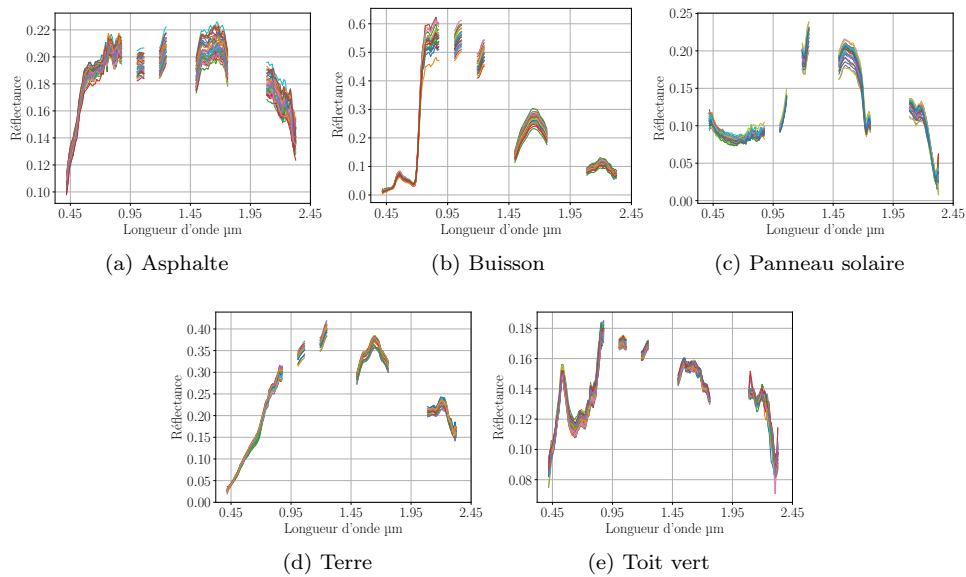 0.22
0.20
0.18
0.16
0.14
0.12
0.10
Réflectance
0.45 0.95 1.45 1.95 2.45
Longueur d'onde µm
(a) Asphalte
0.6
0.5
0.4
0.3
0.2
0.1
0.0
Réflectance
0.45 0.95 1.45 1.95 2.45
Longueur d'onde µm
(b) Buisson
0.25
0.20
0.15
0.10
0.05
0.00
Réflectance
0.45 0.95 1.45 1.95 2.45
Longueur d'onde µm
(c) Panneau solaire
0.40
0.35
0.30
0.25
0.20
0.15
0.10
0.05
0.00
Réflectance
0.45 0.95 1.45 1.95 2.45
Longueur d'onde µm
(d) Terre
0.18
0.16
0.14
0.12
0.10
0.08
Réflectance
0.45 0.95 1.45 1.95 2.45
Longueur d'onde µm
(e) Toit vert